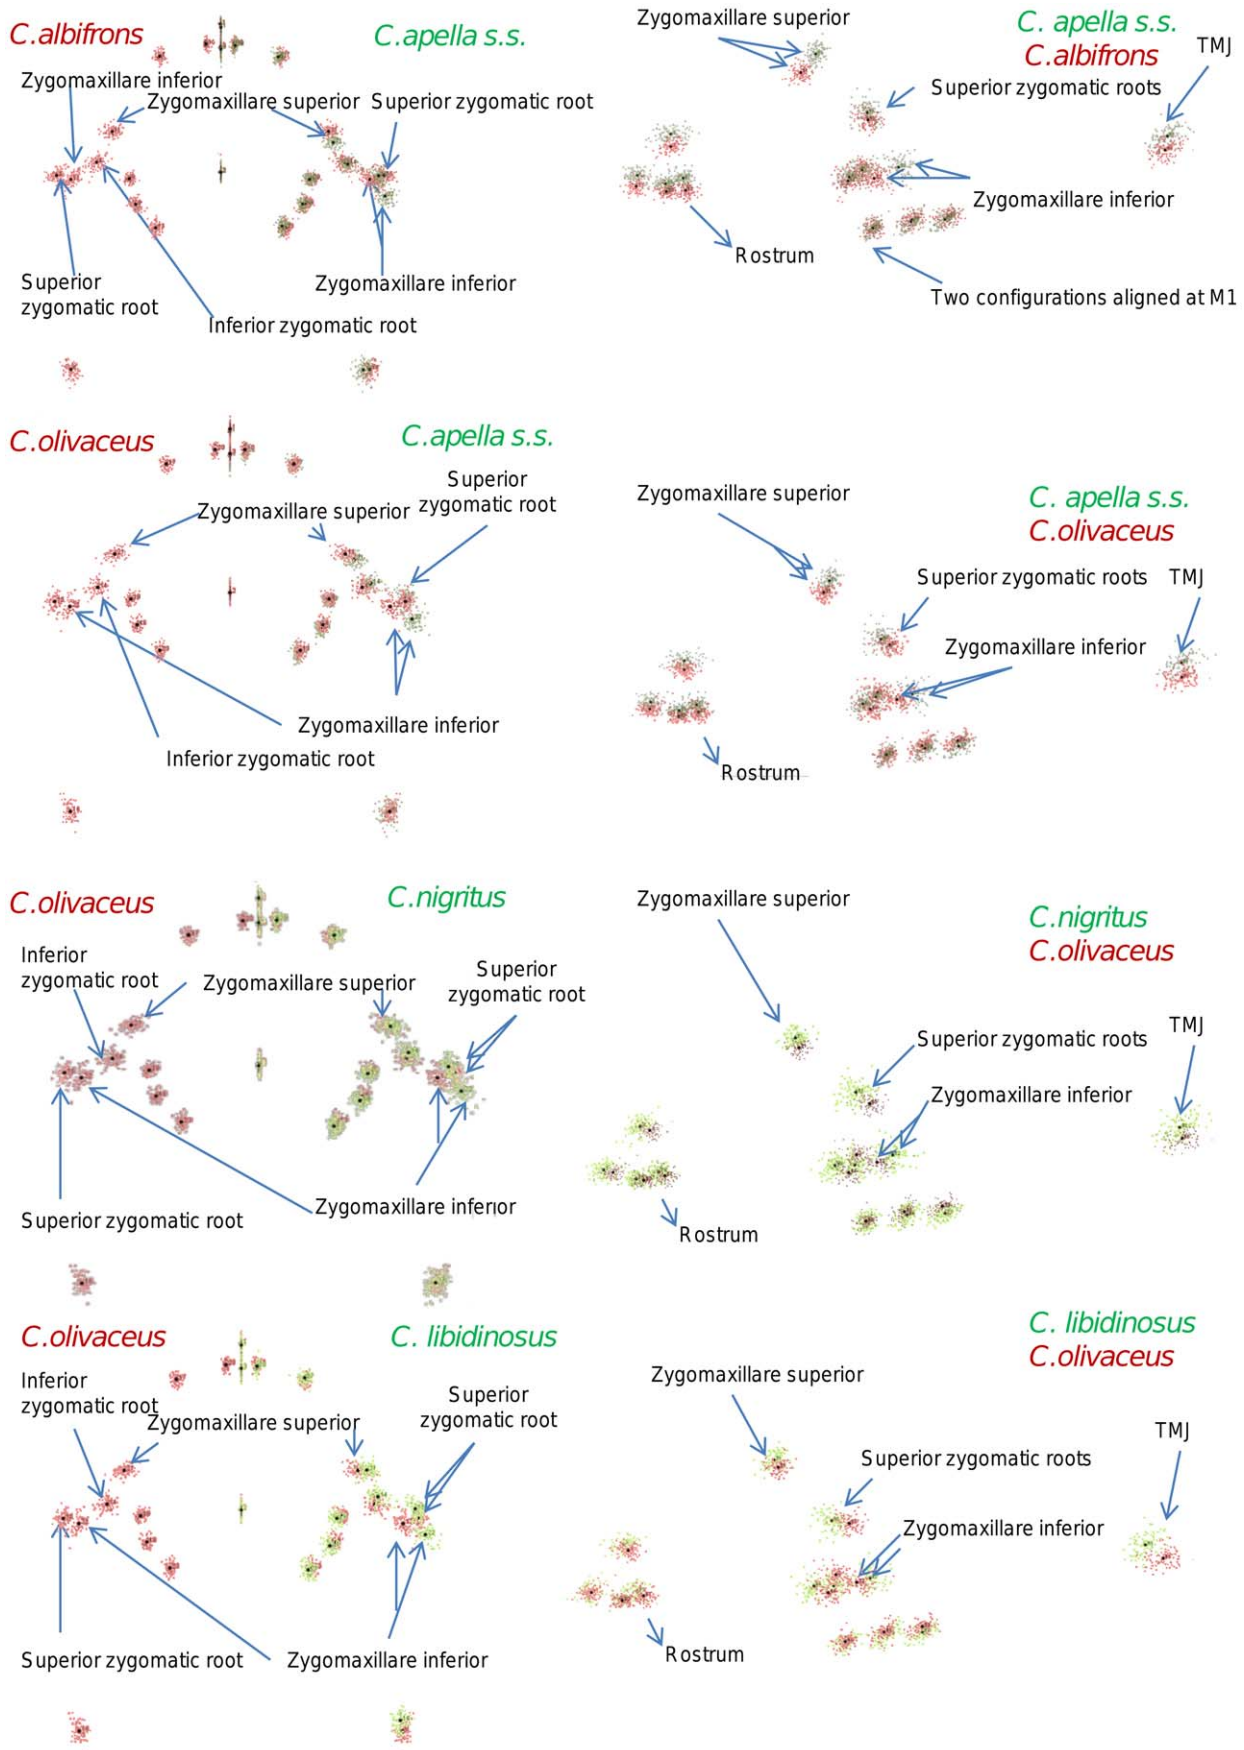 C.albifrons
C.apella s.s.
Zygomaxillare inferior
Zygomaxillare superior
Superior zygomatic root
Superior
zygomatic root
Zygomaxillare inferior
Inferior zygomatic root
Zygomaxillare superior
C. apella s.s.
C.albifrons
TMJ
Superior zygomatic roots
Zygomaxillare inferior
Rostrum
Two configurations aligned at M1
C.olivaceus
C.apella s.s.
Superior
zygomatic root
Zygomaxillare superior
Zygomaxillare inferior
Inferior zygomatic root
Zygomaxillare superior
C. apella s.s.
C.olivaceus
Superior zygomatic roots
TMJ
Zygomaxillare inferior
Rostrum
C.olivaceus
C.nigritus
Inferior
zygomatic root
Zygomaxillare superior
Superior
zygomatic root
Zygomaxillare inferior
Superior zygomatic root
Zygomaxillare superior
C.nigritus
C.olivaceus
TMJ
Superior zygomatic roots
Zygomaxillare inferior
Rostrum
C.olivaceus
C. libidinosus
Inferior
zygomatic root
Zygomaxillare superior
Superior
zygomatic root
Superior zygomatic root
Zygomaxillare inferior
C. libidinosus
C.olivaceus
Zygomaxillare superior
TMJ
Superior zygomatic roots
Zygomaxillare inferior
Rostrum